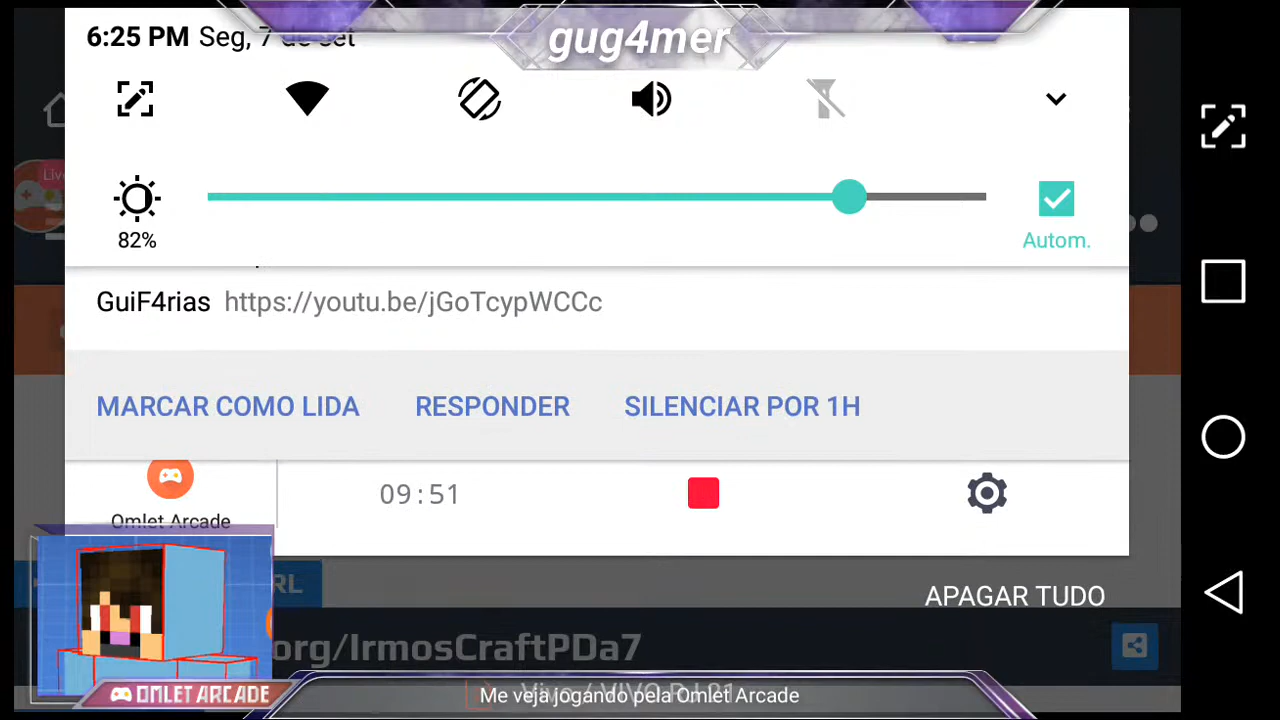 gug4mer
6:25 PM Seg, 7 de set
Live
82%
Autom.
GuiF4rias https://youtu.be/jGoTcypWCCc
MARCAR COMO LIDA RESPONDER SILENCIAR POR 1H
09:51
Omlet Arcade
RL
APAGAR TUDO
org/IrmosCraftPDa7
OMLET ARCADE
Me veja jogando pela Omlet Arcade